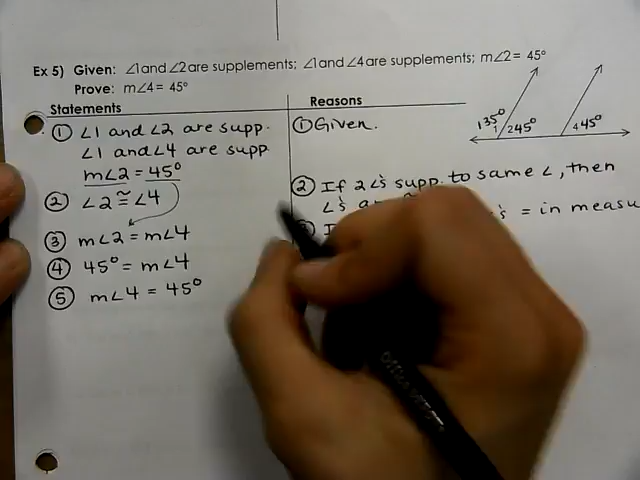 Ex 5) Given: ∠1 and ∠2 are supplements; ∠1 and ∠4 are supplements; m∠2 = 45°
Prove: m∠4 = 45°
Statements
Reasons
① ∠1 and ∠2 are supp.
∠1 and ∠4 are supp
m∠2 = 45°
② ∠2 ≅ ∠4
③ m∠2 = m∠4
④ 45° = m∠4
⑤ m∠4 = 45°
① Given.
② If 2 ∠'s supp. to same ∠, then
∠'s
= in measu
If
135°
1
2 45°
4 45°